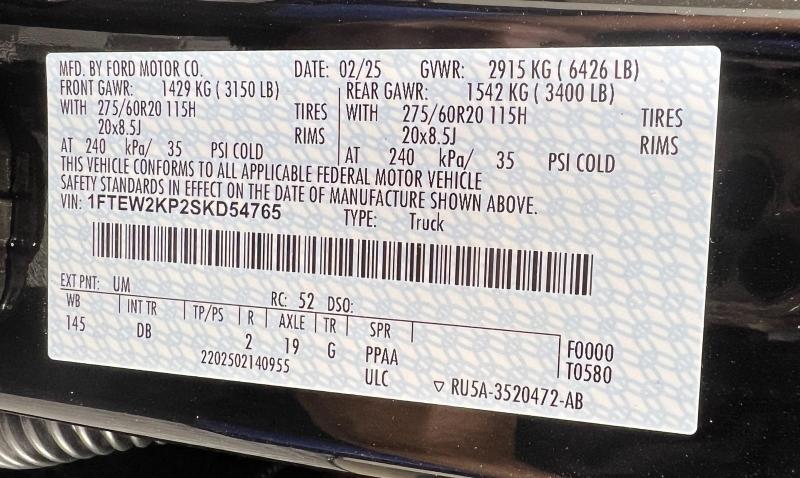 MFD. BY FORD MOTOR CO. DATE: 02/25 GVWR: 2915 KG ( 6426 LB)
FRONT GAWR: 1429 KG ( 3150 LB) REAR GAWR: 1542 KG ( 3400 LB)
WITH 275/60R20 115H TIRES WITH 275/60R20 115H TIRES
20x8.5J RIMS 20x8.5J RIMS
AT 240 kPa/ 35 PSI COLD AT 240 kPa/ 35 PSI COLD
THIS VEHICLE CONFORMS TO ALL APPLICABLE FEDERAL MOTOR VEHICLE
SAFETY STANDARDS IN EFFECT ON THE DATE OF MANUFACTURE SHOWN ABOVE.
VIN: 1FTEW2KP2SKD54765 TYPE: Truck
EXT PNT: UM RC: 52 DSO:
WB INT TR TP/PS R AXLE TR SPR
145 DB 2 19 G PPAA F0000
2202502140955 ULC T0580
▽ RU5A-3520472-AB